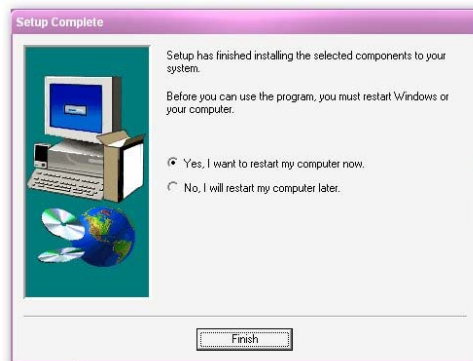 Setup Complete
Setup has finished installing the selected components to your
system.
Before you can use the program, you must restart Windows or
your computer.
Yes, I want to restart my computer now.
No, I will restart my computer later.
Finish